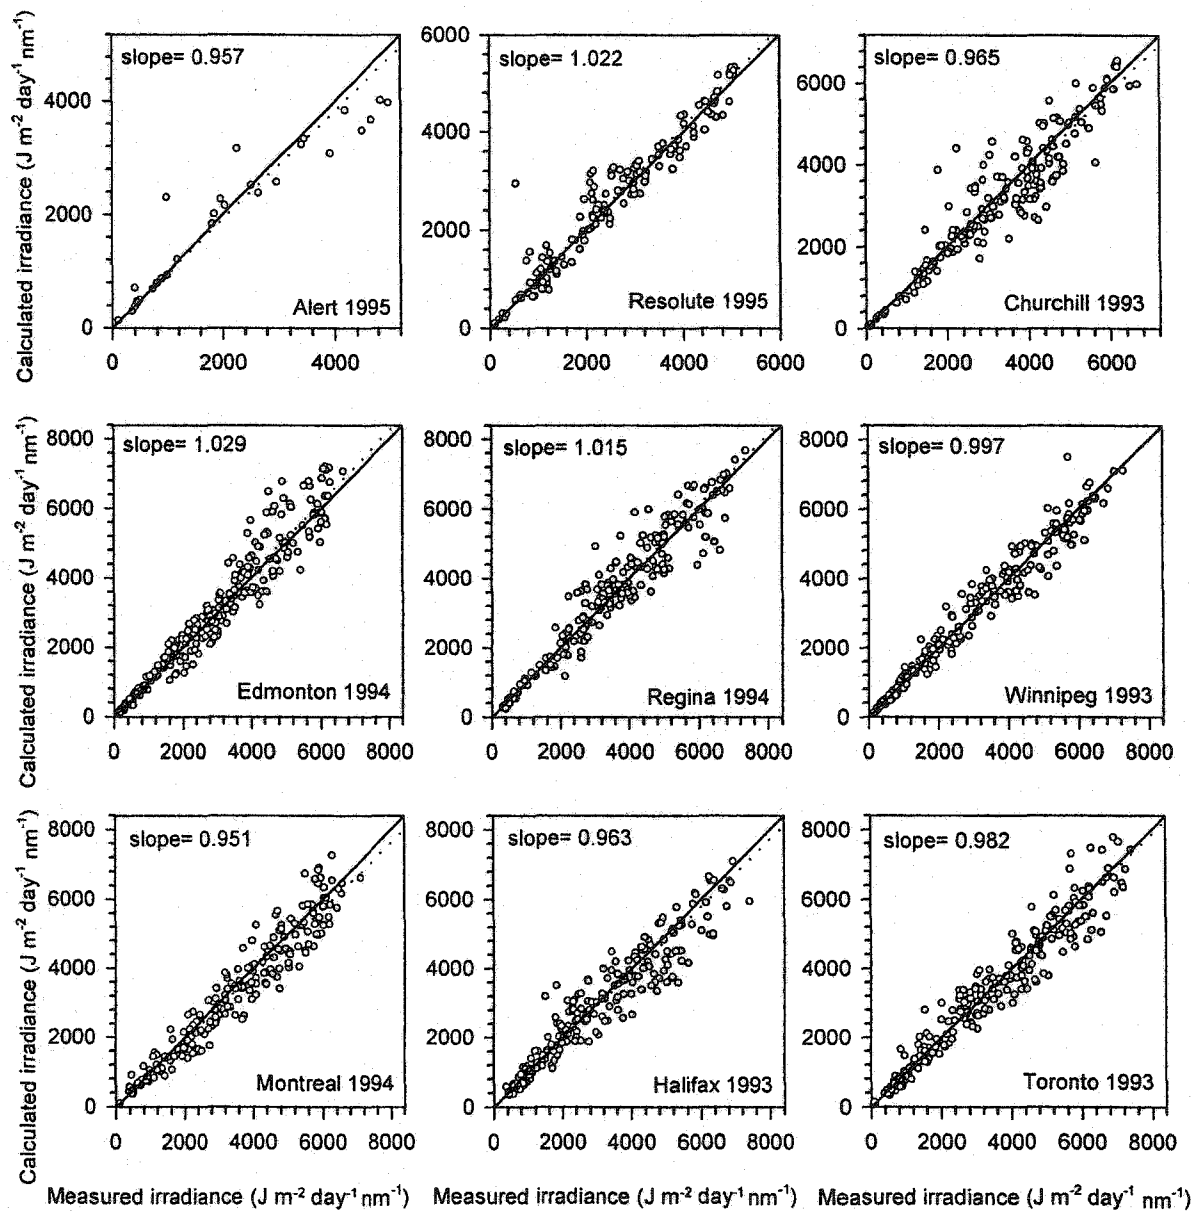 Calculated irradiance (J m⁻² day⁻¹ nm⁻¹)
slope= 0.957
4000
2000
0
Alert 1995
0 2000 4000
6000
slope= 1.022
4000
2000
0
Resolute 1995
0 2000 4000 6000
slope= 0.965
6000
4000
2000
0
Churchill 1993
0 2000 4000 6000
Calculated irradiance (J m⁻² day⁻¹ nm⁻¹)
8000
slope= 1.029
6000
4000
2000
0
Edmonton 1994
0 2000 4000 6000 8000
8000
slope= 1.015
6000
4000
2000
0
Regina 1994
0 2000 4000 6000 8000
8000
slope= 0.997
6000
4000
2000
0
Winnipeg 1993
0 2000 4000 6000 8000
Calculated irradiance (J m⁻² day⁻¹ nm⁻¹)
8000
slope= 0.951
6000
4000
2000
0
Montreal 1994
0 2000 4000 6000 8000
Measured irradiance (J m⁻² day⁻¹ nm⁻¹)
8000
slope= 0.963
6000
4000
2000
0
Halifax 1993
0 2000 4000 6000 8000
Measured irradiance (J m⁻² day⁻¹ nm⁻¹)
8000
slope= 0.982
6000
4000
2000
0
Toronto 1993
0 2000 4000 6000 8000
Measured irradiance (J m⁻² day⁻¹ nm⁻¹)